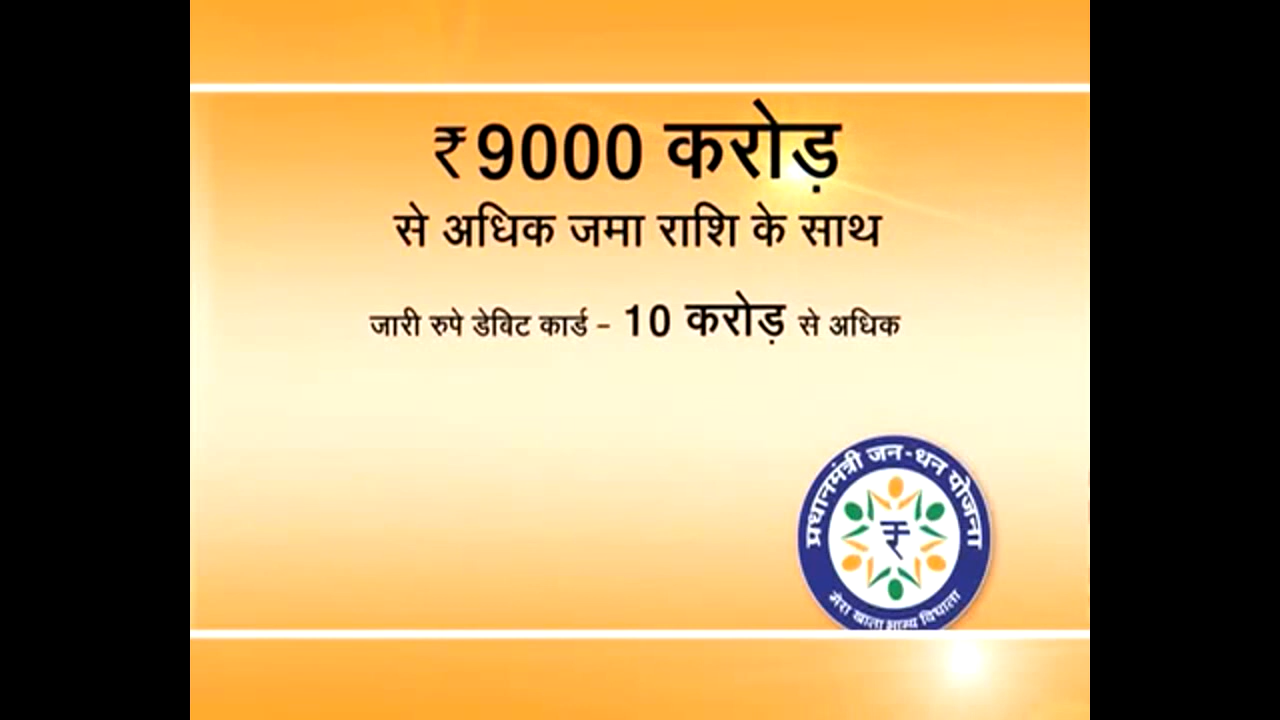 ₹9000 करोड़
से अधिक जमा राशि के साथ
जारी रुपे डेबिट कार्ड - 10 करोड़ से अधिक
प्रधानमंत्री जन-धन योजना
₹
मेरा खाता भाग्य विधाता